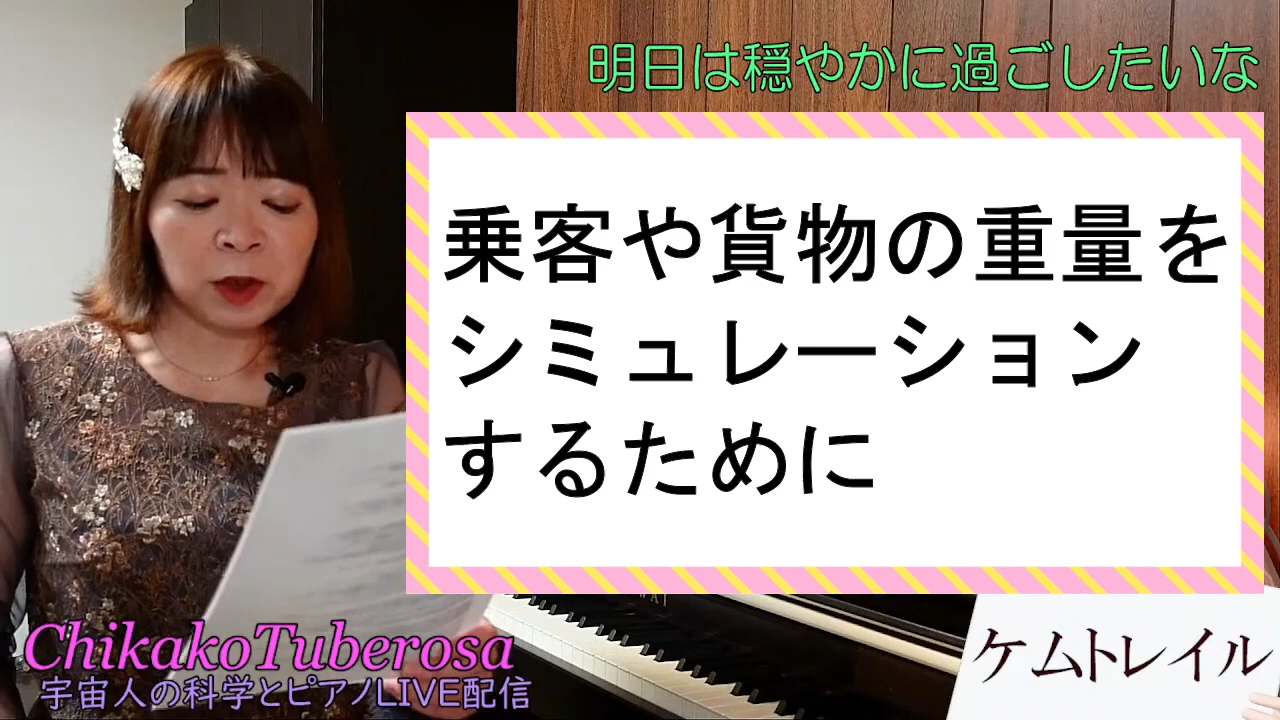 明日は穏やかに過ごしたいな
乗客や貨物の重量を
シミュレーション
するために
ChikakoTuberosa
宇宙人の科学とピアノLIVE配信
ケムトレイル